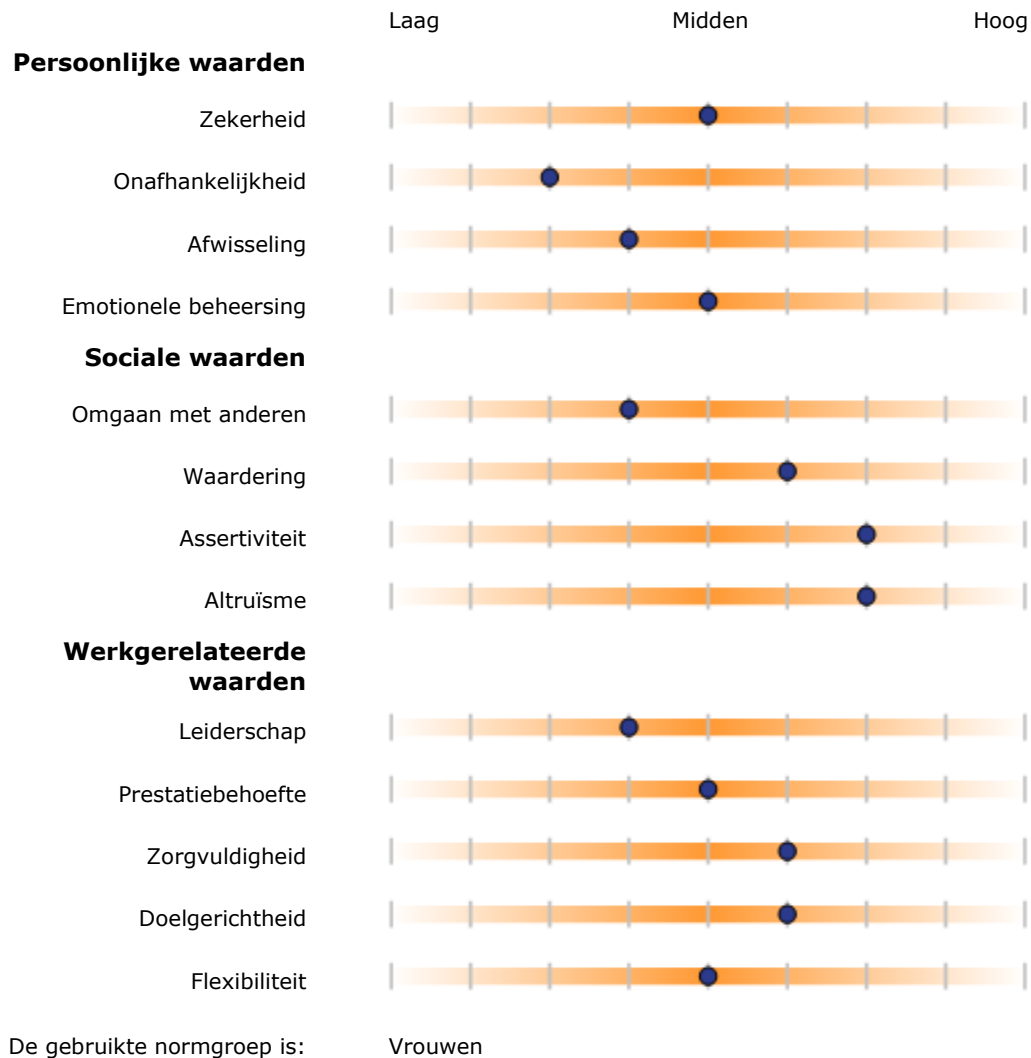 Laag Midden Hoog
Persoonlijke waarden
Zekerheid
Onafhankelijkheid
Afwisseling
Emotionele beheersing
Sociale waarden
Omgaan met anderen
Waardering
Assertiviteit
Altruïsme
Werkgerelateerde
waarden
Leiderschap
Prestatiebehoefte
Zorgvuldigheid
Doelgerichtheid
Flexibiliteit
De gebruikte normgroep is: Vrouwen